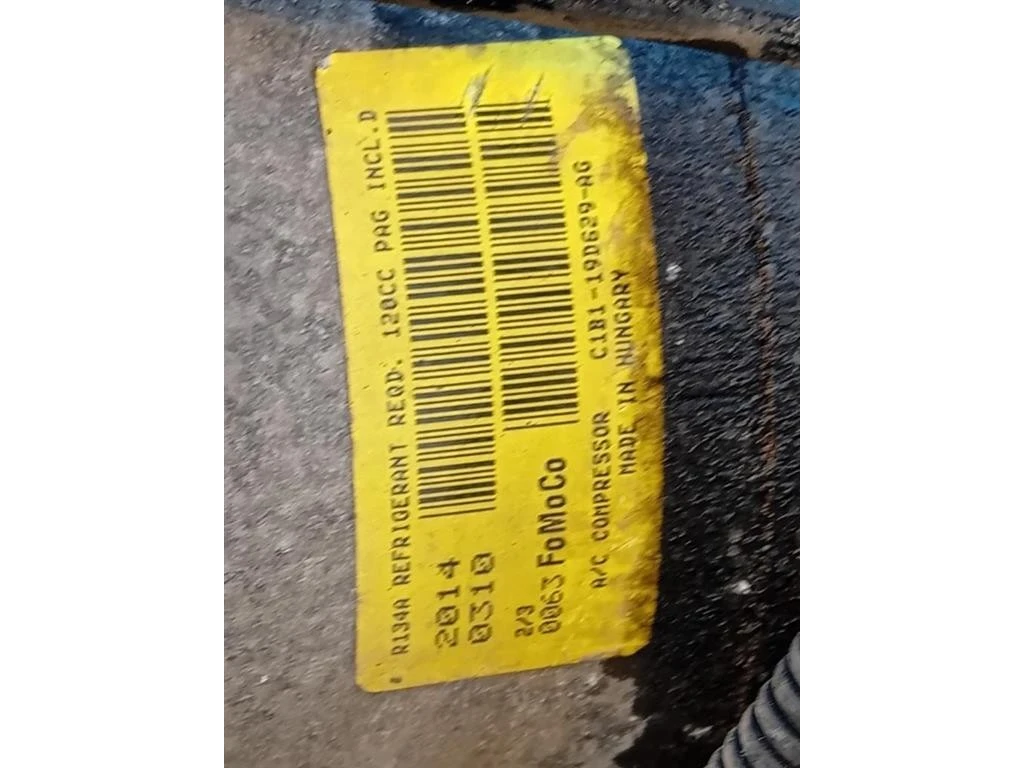 R134A REFRIGERANT REQD. 120CC PAG INCL.D
2014
0310
2/3
0063 FoMoCo
A/C COMPRESSOR C1B1-19D629-AG
MADE IN HUNGARY